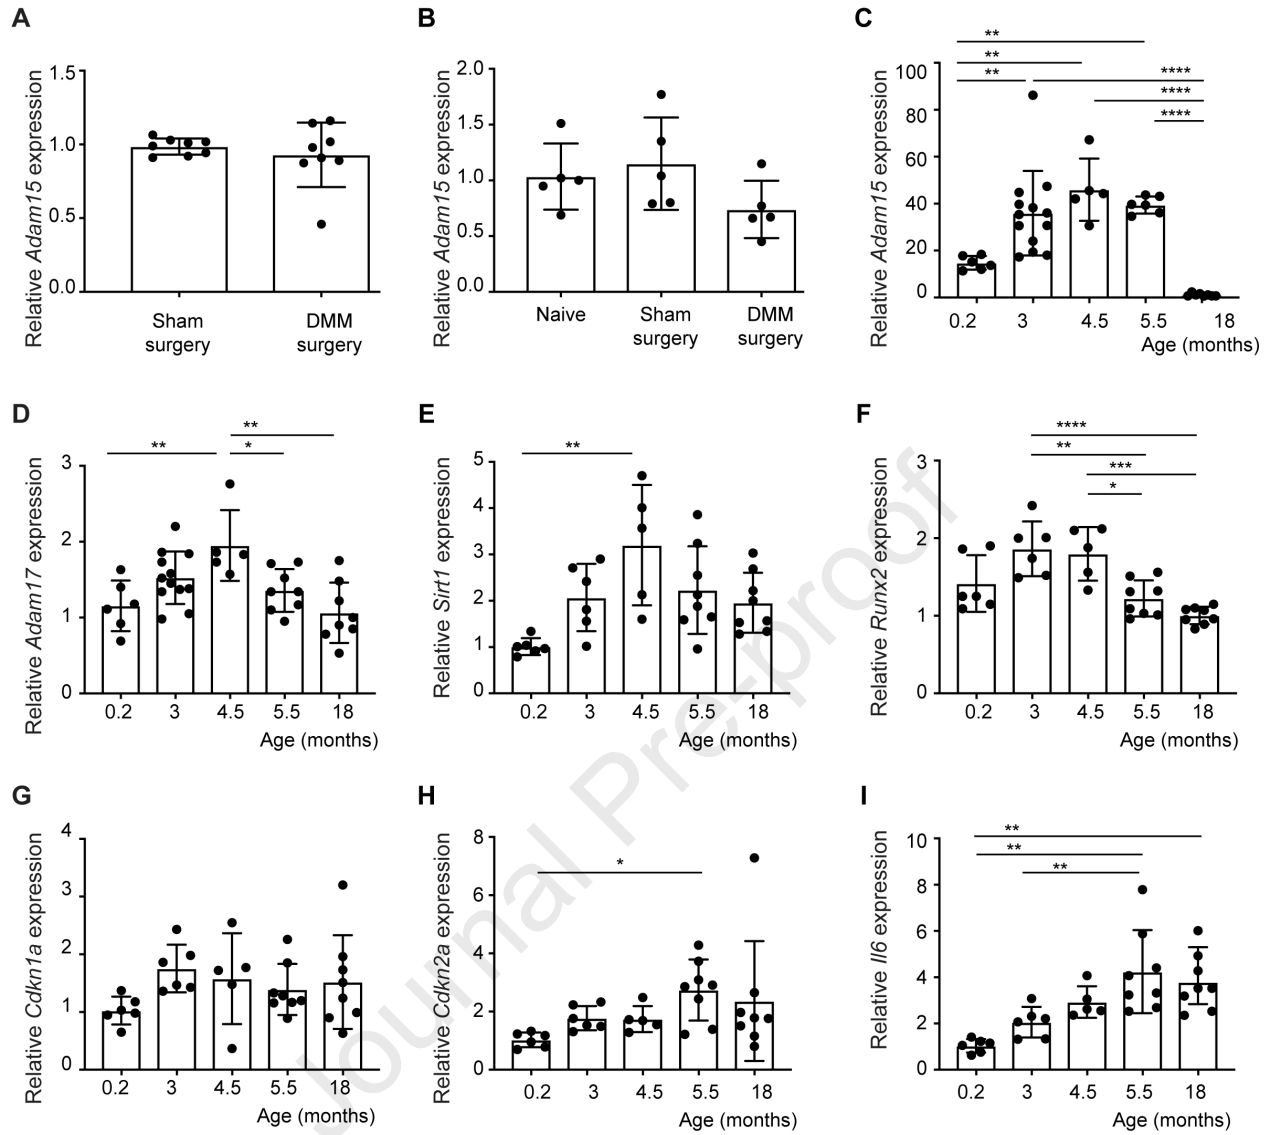 A
Relative Adam15 expression
1.5
1.0
0.5
0.0
Sham
surgery
DMM
surgery
B
Relative Adam15 expression
2.0
1.5
1.0
0.5
0.0
Naive
Sham
surgery
DMM
surgery
C
Relative Adam15 expression
100
80
60
40
20
0
**
**
**
****
****
****
0.2
3
4.5
5.5
18
Age (months)
D
Relative Adam17 expression
3
2
1
0
**
**
*
0.2
3
4.5
5.5
18
Age (months)
E
Relative Sirt1 expression
5
4
3
2
1
0
**
0.2
3
4.5
5.5
18
Age (months)
F
Relative Runx2 expression
3
2
1
0
****
**
***
*
0.2
3
4.5
5.5
18
Age (months)
G
Relative Cdkn1a expression
4
3
2
1
0
0.2
3
4.5
5.5
18
Age (months)
H
Relative Cdkn2a expression
8
6
4
2
0
*
0.2
3
4.5
5.5
18
Age (months)
I
Relative Il6 expression
10
8
6
4
2
0
**
**
**
0.2
3
4.5
5.5
18
Age (months)
Journal Pre-proof